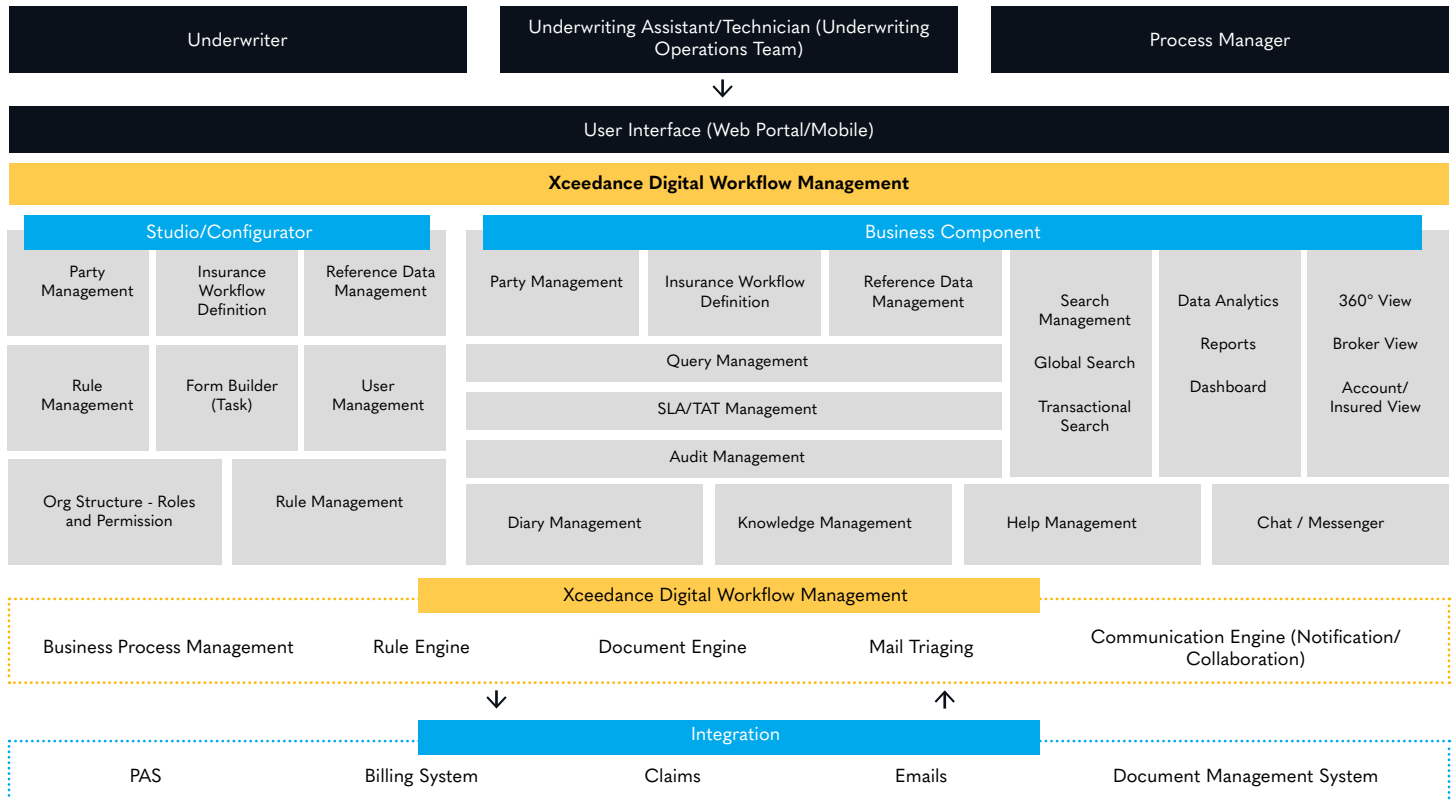 Underwriter
Underwriting Assistant/Technician (Underwriting
Operations Team)
Process Manager
User Interface (Web Portal/Mobile)
Xceedance Digital Workflow Management
Studio/Configurator
Party
Management
Insurance
Workflow
Definition
Reference Data
Management
Rule
Management
Form Builder
(Task)
User
Management
Org Structure - Roles
and Permission
Rule Management
Business Component
Party Management
Insurance Workflow
Definition
Reference Data
Management
Query Management
SLA/TAT Management
Audit Management
Search
Management
Global Search
Transactional
Search
Data Analytics
Reports
Dashboard
360° View
Broker View
Account/
Insured View
Diary Management
Knowledge Management
Help Management
Chat / Messenger
Xceedance Digital Workflow Management
Business Process Management
Rule Engine
Document Engine
Mail Triaging
Communication Engine (Notification/
Collaboration)
Integration
PAS
Billing System
Claims
Emails
Document Management System